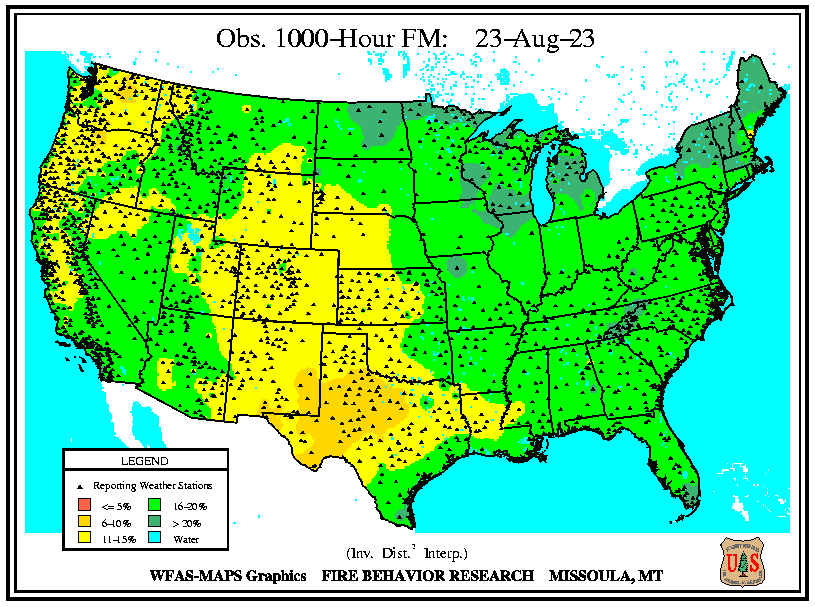 Obs. 1000-Hour FM: 23-Aug-23
LEGEND
Reporting Weather Stations
<= 5% 16-20%
6-10% > 20%
11-15% Water
(Inv. Dist.² Interp.)
WFAS-MAPS Graphics FIRE BEHAVIOR RESEARCH MISSOULA, MT
U S